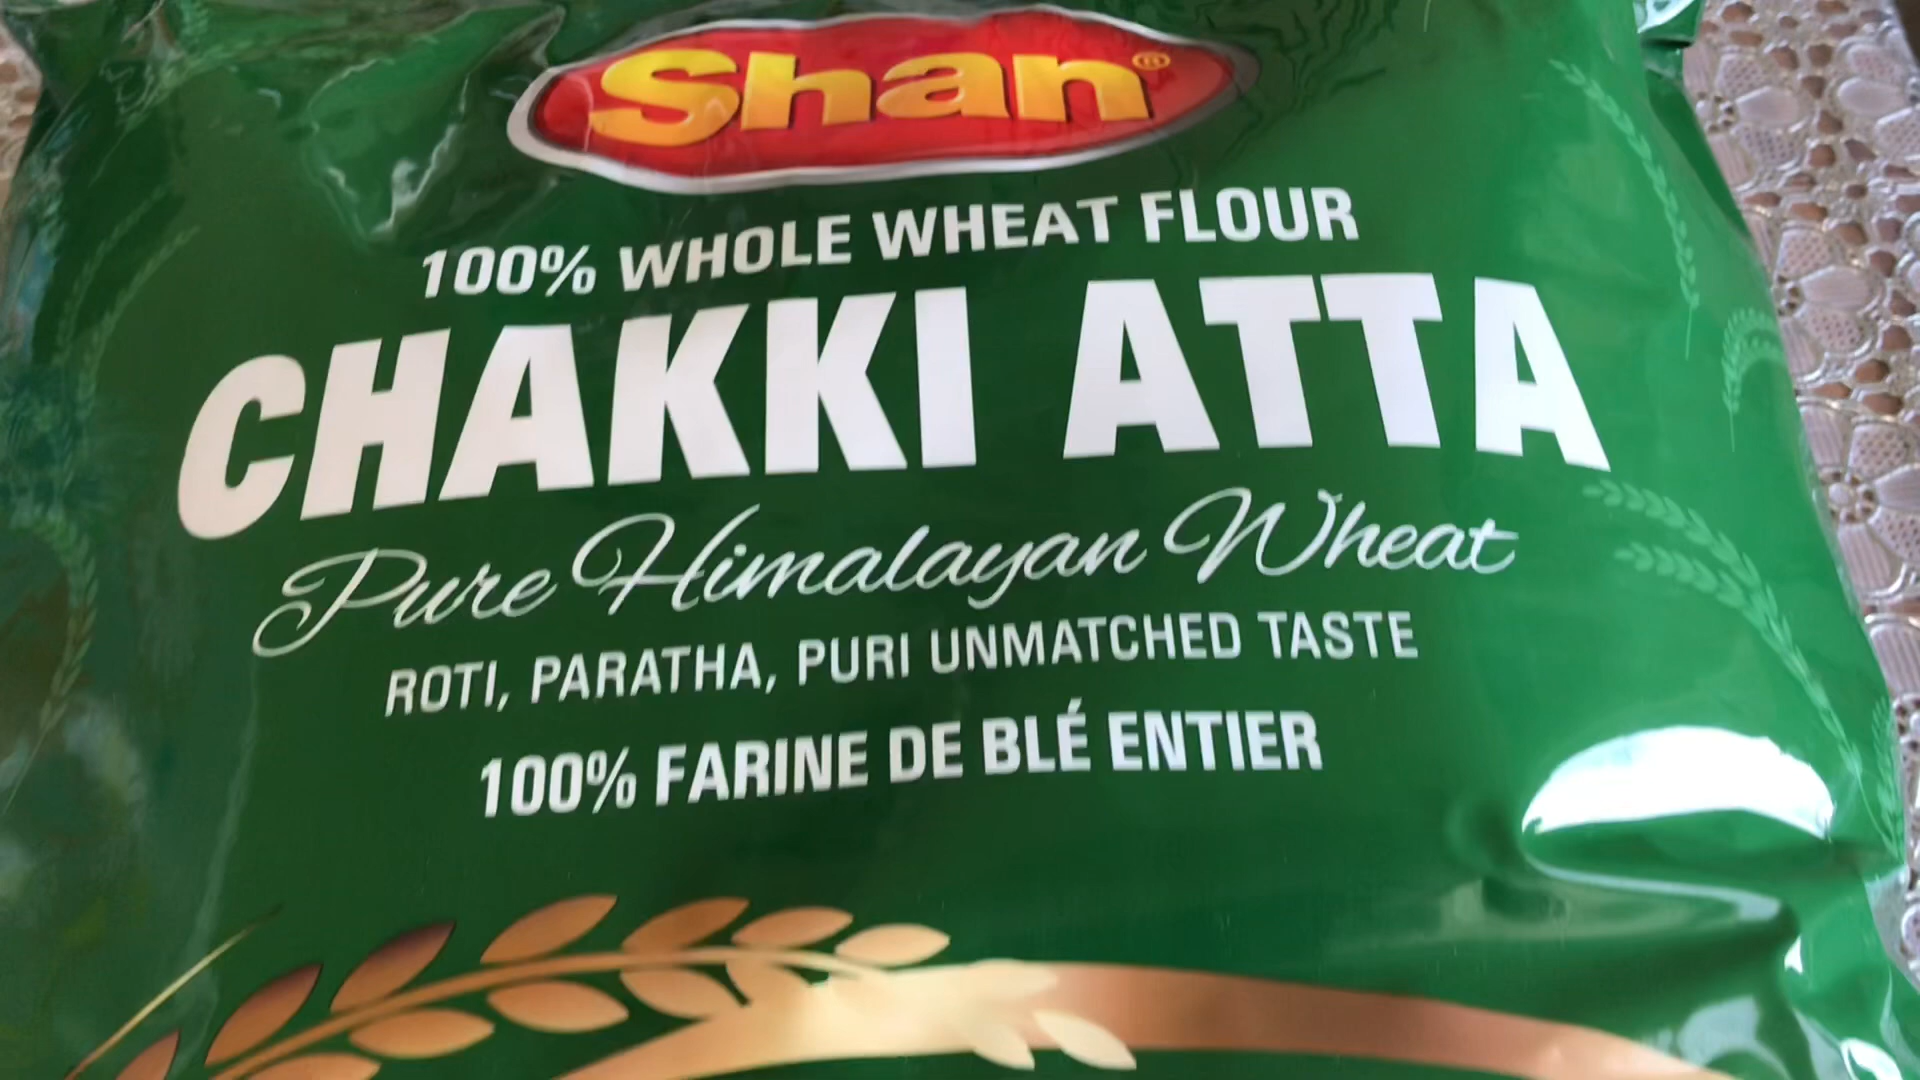 Shan®
100% WHOLE WHEAT FLOUR
CHAKKI ATTA
Pure Himalayan Wheat
ROTI, PARATHA, PURI UNMATCHED TASTE
100% FARINE DE BLÉ ENTIER